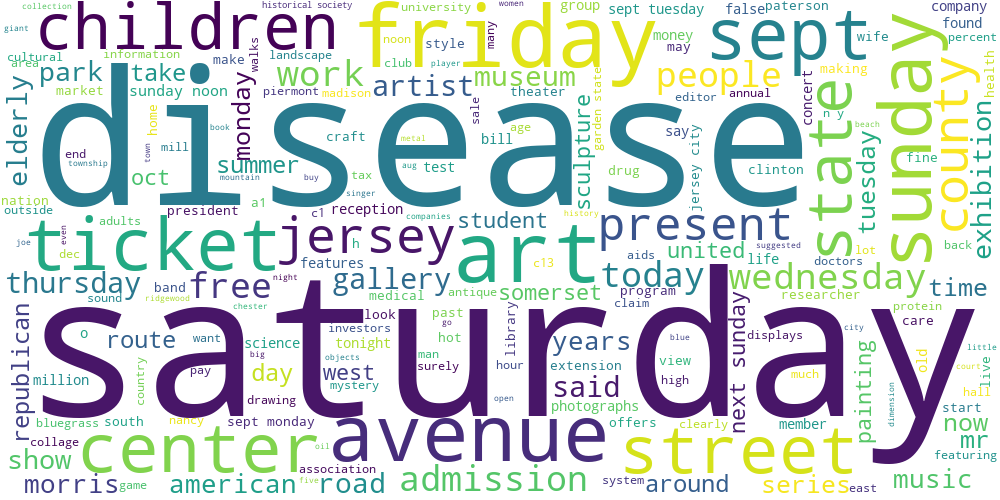 collection
children
historical society
friday
university
women
group
sept tuesday
false
paterson
company
giant
cultural
area
information
make
walks
noon
style
many
money
sept
wife
found
percent
sunday
park
take
work
club
player
museum
people
may
making
health
market
sunday noon
monday
piermont
madison
artist
theater
editor
annual
concert
state
county
elderly
disease
home
mill
book
craft
metal
sale
bill
age
sculpture
garden state
say
n y
beach
tuesday
fine
exhibition
end
township
town
summer
mountain
buy
aug
test
drug
jersey city
clinton
nation
oct
tax
singer
outside
adults
president
a1
c1
reception
companies
student
present
history
lot
back
joe
even
ticket
jersey
h
features
art
united
suggested
life
doctors
dec
thursday
band
free
night
gallery
c13
aids
today
wednesday
time
sound
ridgewood
medical
antique
somerset
program
researcher
protein
republican
o
chester
look
past
go
library
claim
care
city
little
route
want
science
investors
hot
years
blue
displays
old
live
court
country
big
tonight
objects
man
hour
extension
view
next sunday
million
pay
day
west
mystery
surely
said
high
much
painting
hall
saturday
drawing
open
photographs
dimension
start
bluegrass
south
nancy
sept monday
avenue
offers
clearly
member
now
collage
center
oil
street
mr
show
association
featuring
morris
game
american
five
road
admission
system
around
series
east
music